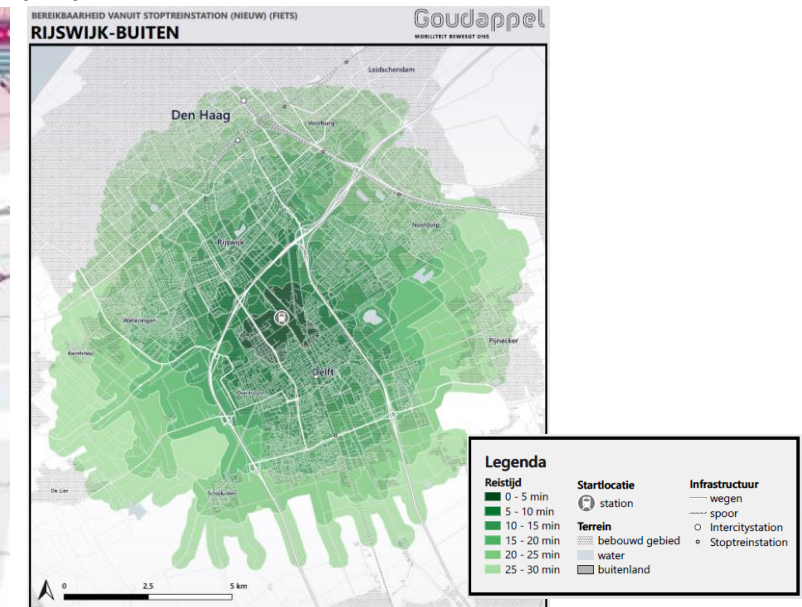 BEREIKBAARHEID VANUIT STOPTREINSTATION (NIEUW) (FIETS)
RIJSWIJK-BUITEN
Goudappel
MOBILITEIT BEWEEGT ONS
Leidschendam
Den Haag
Voorburg
Nootdorp
Rijswijk
Wateringen
Pijnacker
Delft
De Lier
Schipluiden
0 2,5 5 km
Legenda
Reistijd
0 - 5 min
5 - 10 min
10 - 15 min
15 - 20 min
20 - 25 min
25 - 30 min
Startlocatie
station
Terrein
bebouwd gebied
water
buitenland
Infrastructuur
wegen
spoor
Intercitystation
Stoptreinstation